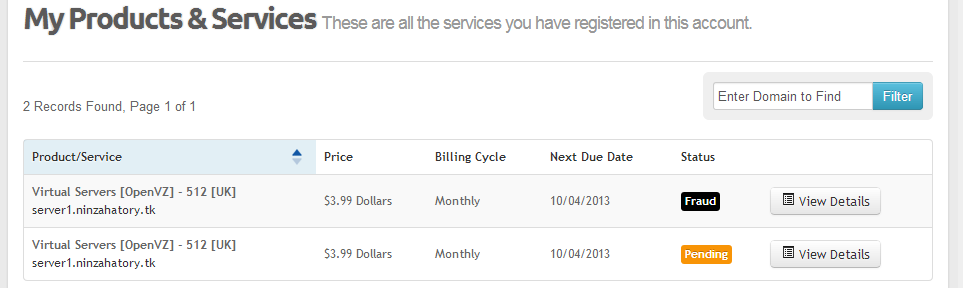 My Products & Services These are all the services you have registered in this account.
2 Records Found, Page 1 of 1
Enter Domain to Find Filter
Product/Service Price Billing Cycle Next Due Date Status
Virtual Servers [OpenVZ] - 512 [UK]
server1.ninzahatory.tk
$3.99 Dollars Monthly 10/04/2013 Fraud View Details
Virtual Servers [OpenVZ] - 512 [UK]
server1.ninzahatory.tk
$3.99 Dollars Monthly 10/04/2013 Pending View Details